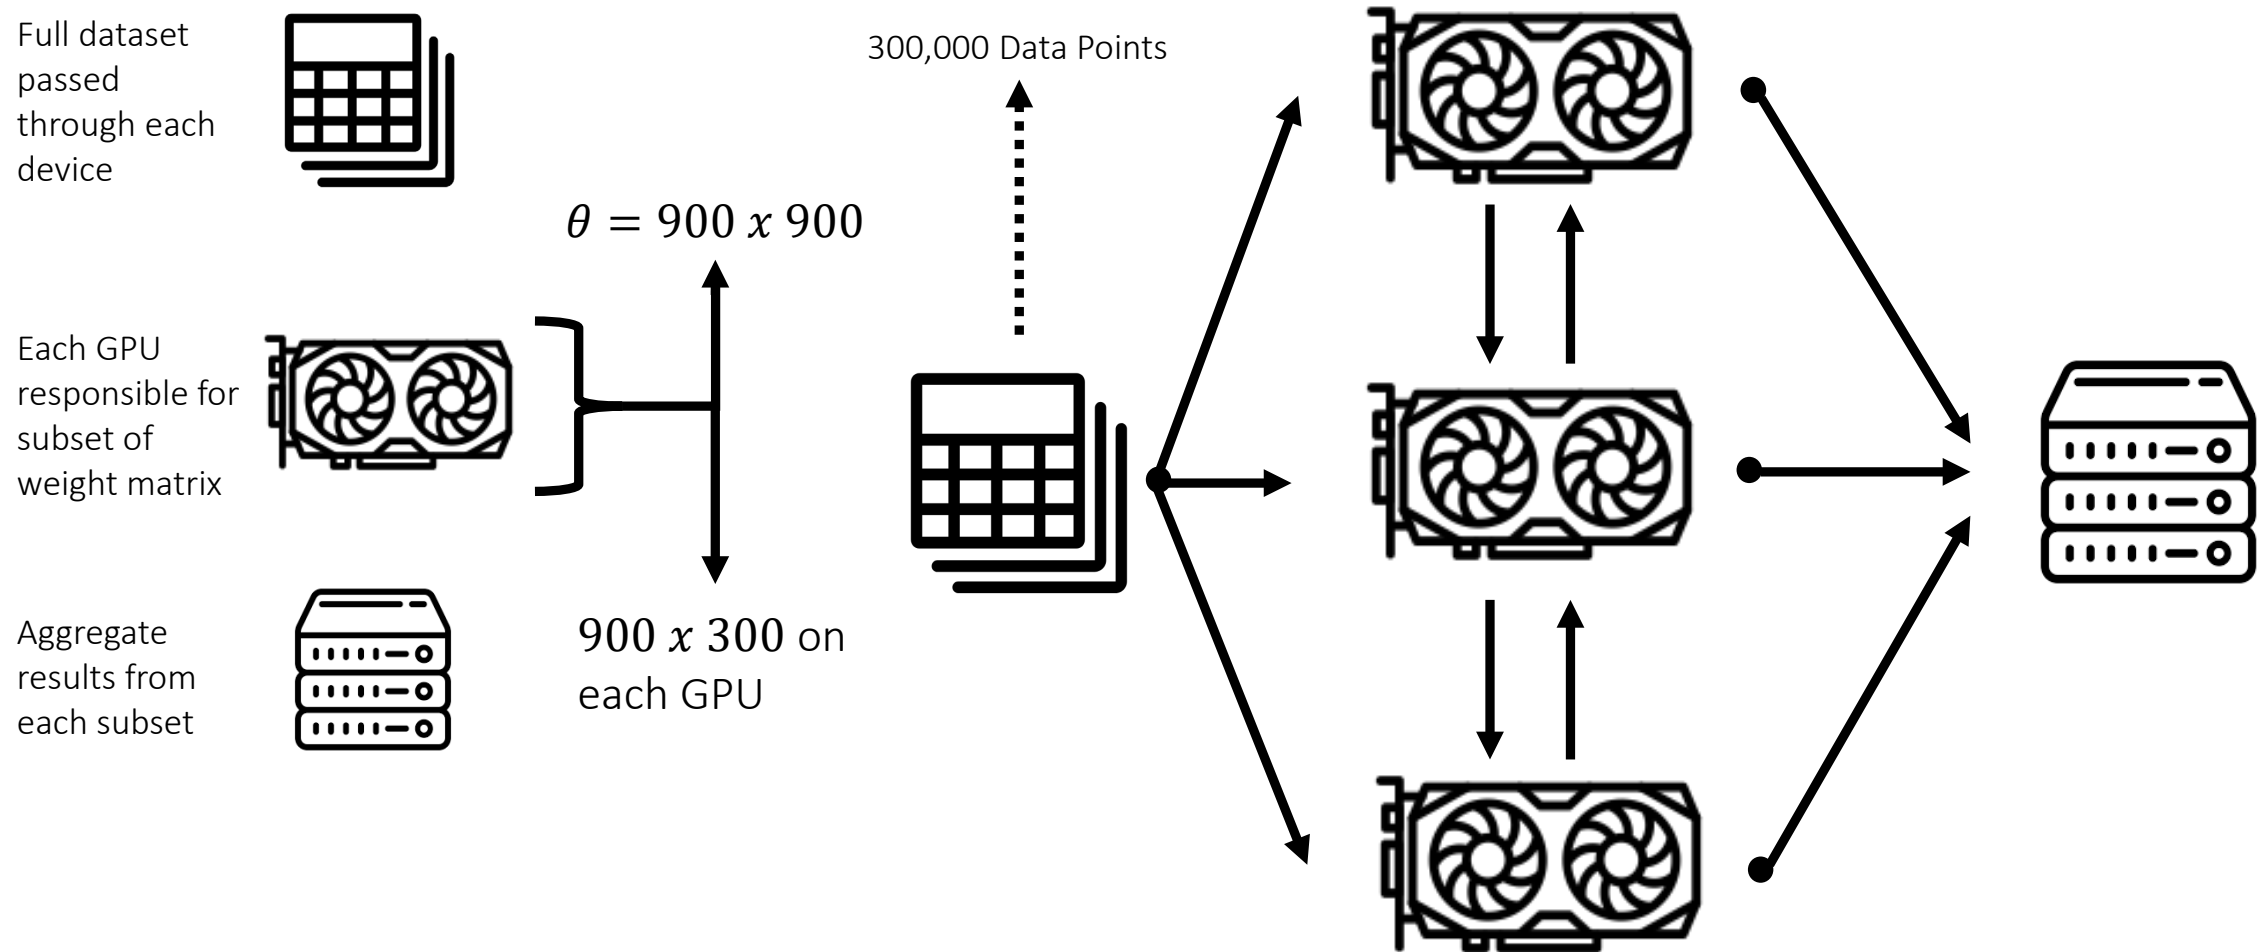 Full dataset
passed
through each
device
300,000 Data Points
θ = 900 x 900
Each GPU
responsible for
subset of
weight matrix
Aggregate
results from
each subset
900 x 300 on
each GPU